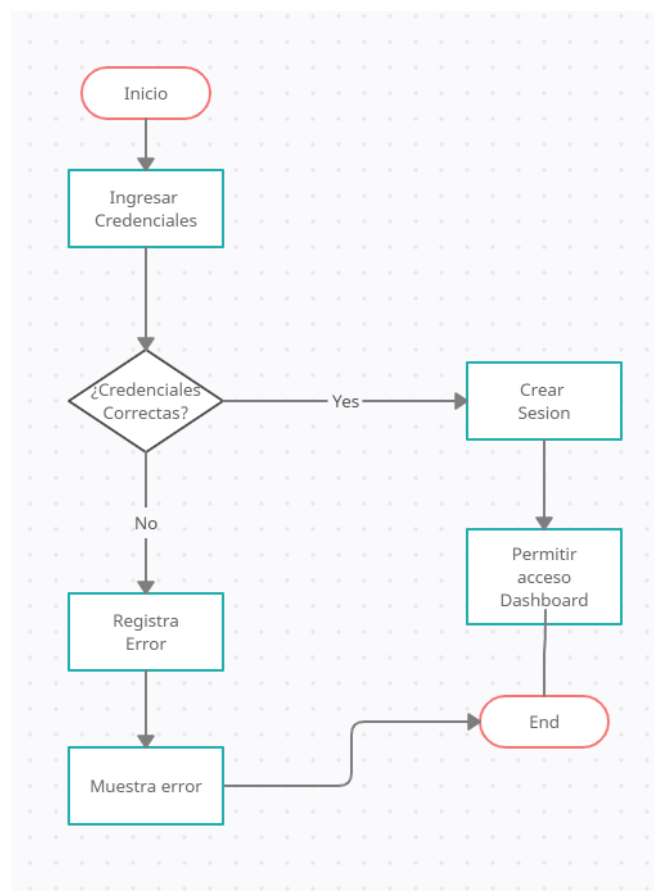 Inicio
Ingresar
Credenciales
¿Credenciales
Correctas?
Yes
Crear
Sesion
No
Permitir
acceso
Dashboard
Registra
Error
End
Muestra error